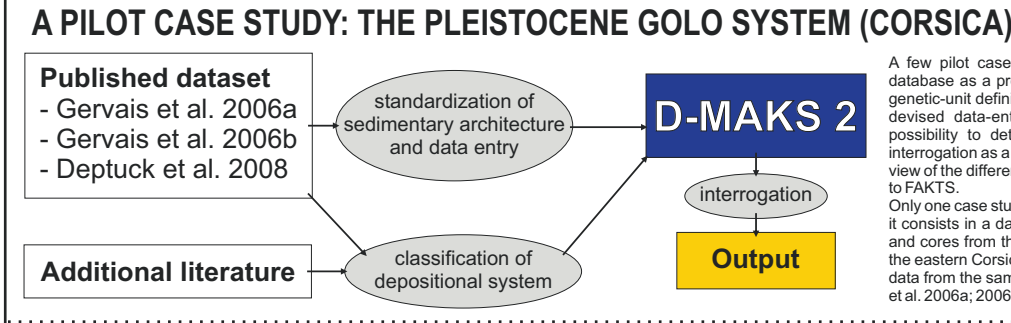 A PILOT CASE STUDY: THE PLEISTOCENE GOLO SYSTEM (CORSICA)
Published dataset
- Gervais et al. 2006a
- Gervais et al. 2006b
- Deptuck et al. 2008
standardization of
sedimentary architecture
and data entry
D-MAKS 2
interrogation
Output
Additional literature
classification of
depositional system
A few pilot case
database as a pr
genetic-unit defini
devised data-ent
possibility to det
interrogation as a
view of the differe
to FAKTS.
Only one case stu
it consists in a da
and cores from th
the eastern Corsic
data from the sam
et al. 2006a; 2006